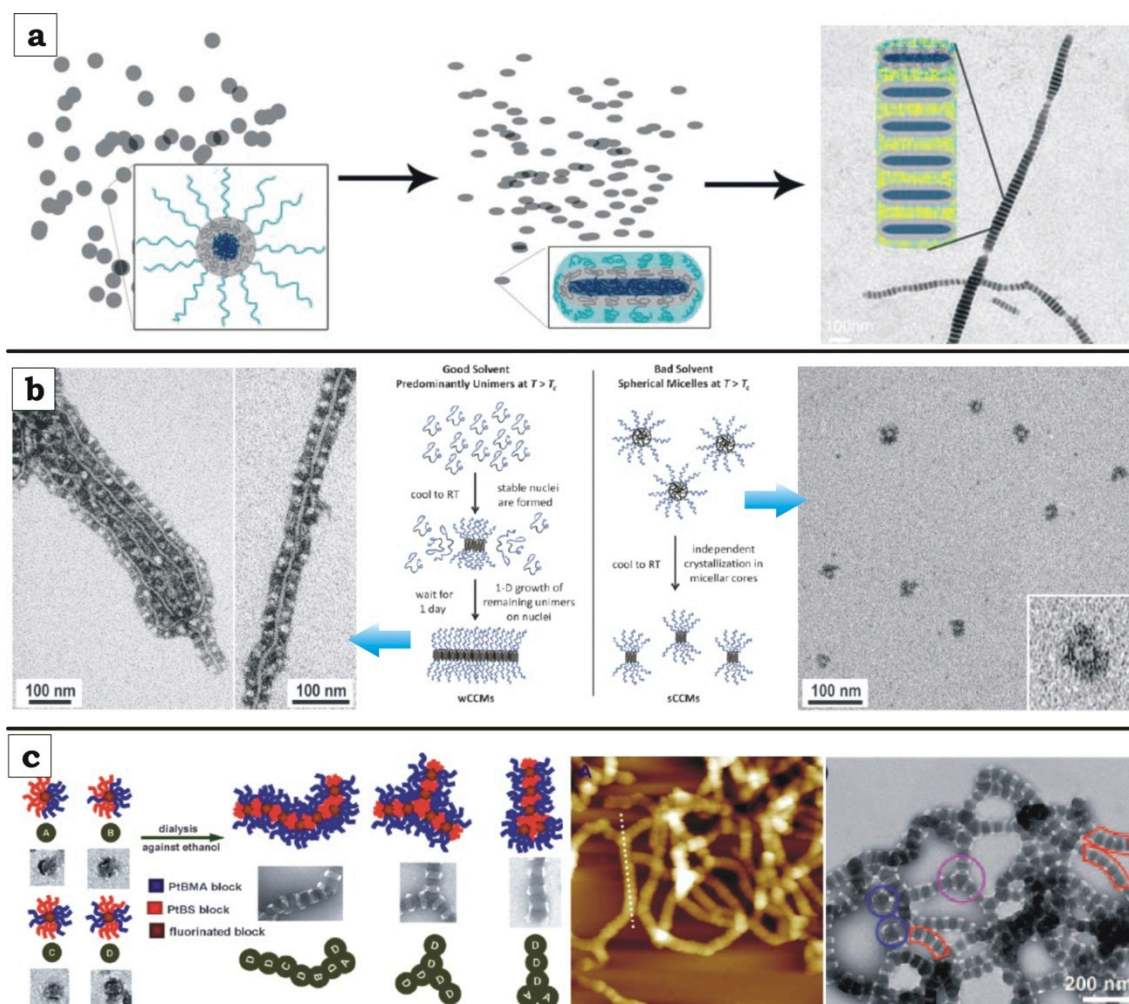 a
100nm
b
100 nm
100 nm
Good Solvent
Predominantly Unimers at T > Tc
cool to RT
stable nuclei
are formed
wait for
1 day
1-D growth of
remaining unimers
on nuclei
wCCMs
Bad Solvent
Spherical Micelles at T > Tc
cool to RT
independent
crystallization in
micellar cores
sCCMs
100 nm
c
A
B
C
D
dialysis
against ethanol
PtBMA block
PtBS block
fluorinated block
D
D
C
D
B
D
A
D
D
D
D
D
D
D
D
A
A
A
200 nm